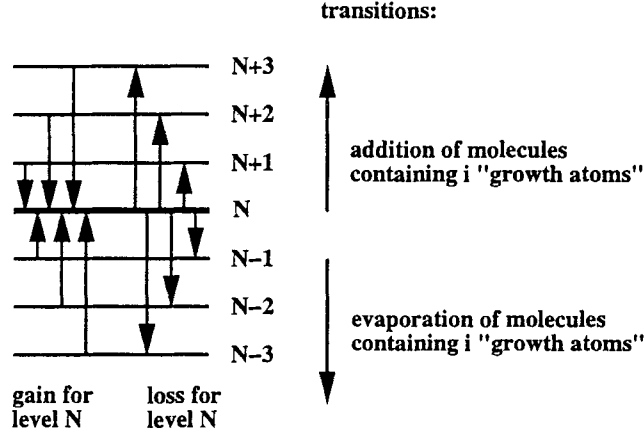 transitions:
N+3
N+2
N+1
N
N−1
N−2
N−3
addition of molecules
containing i "growth atoms"
evaporation of molecules
containing i "growth atoms"
gain for
level N
loss for
level N